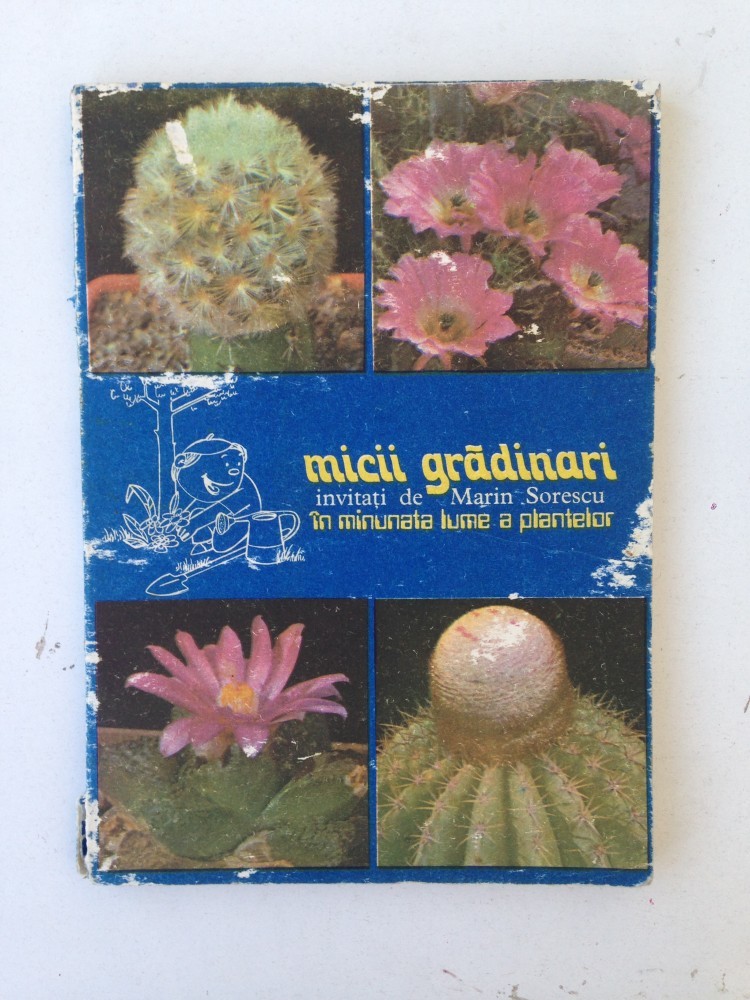 micii grădinari
invitați de Marin Sorescu
în minunata lume a plantelor